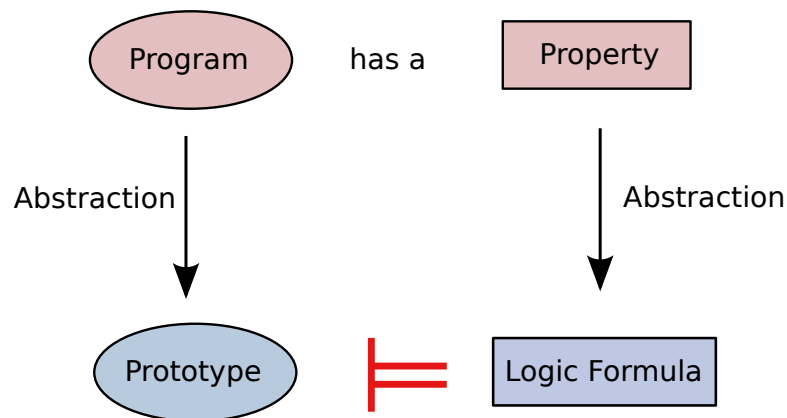 Program has a Property
Abstraction Abstraction
Prototype Logic Formula